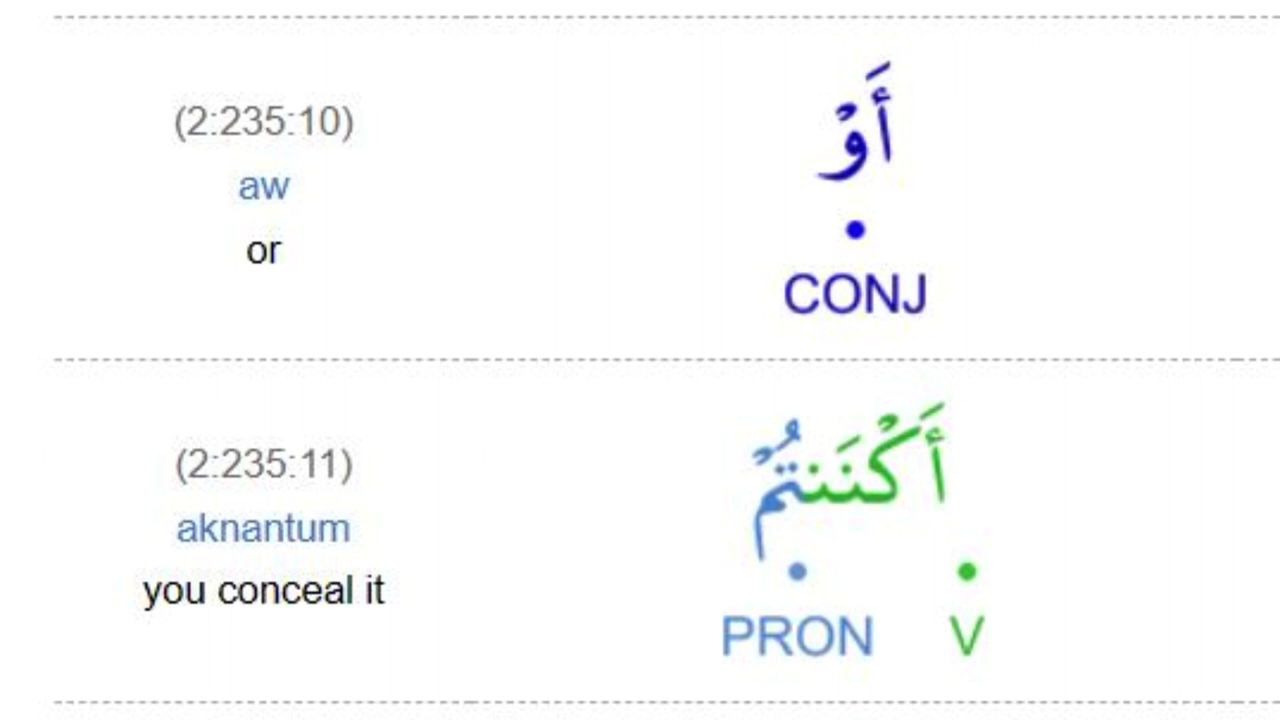 (2:235:10)
aw
or
أَوْ
CONJ
(2:235:11)
aknantum
you conceal it
أَكْنَنتُمْ
PRON V